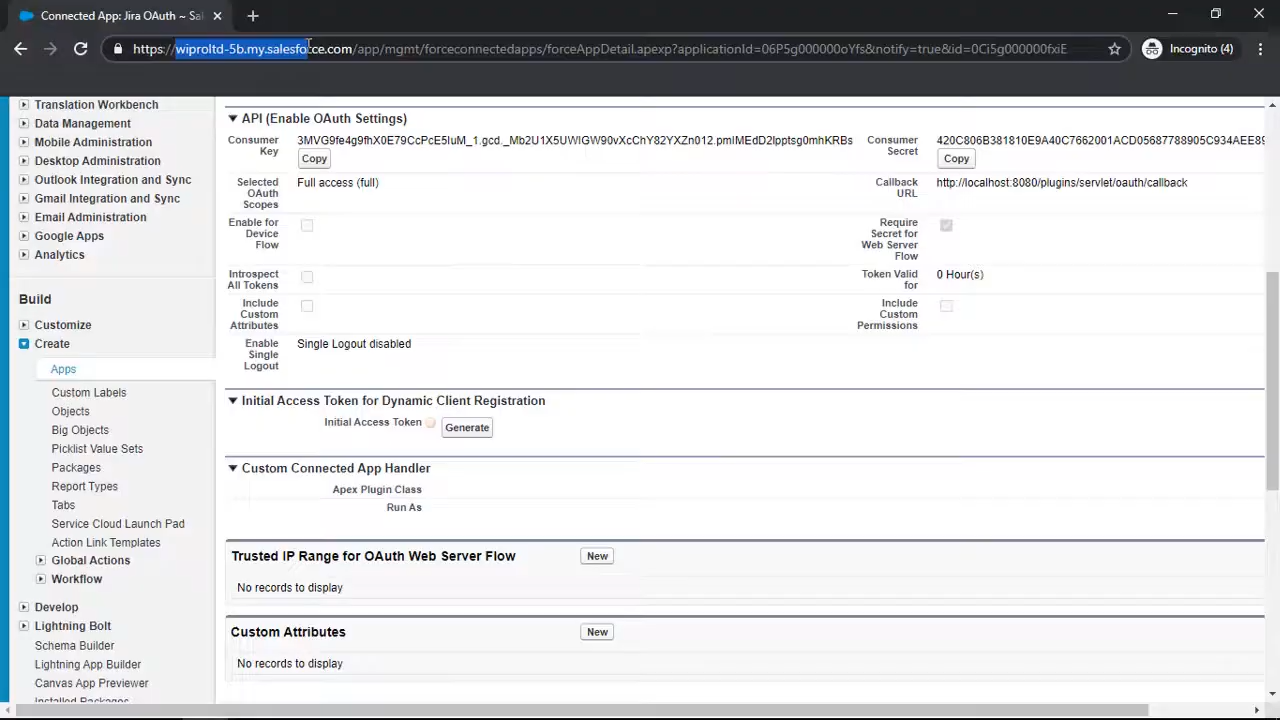 Connected App: Jira OAuth ~ Sal
https://wiproltd-5b.my.salesforce.com/app/mgmt/forceconnectedapps/forceAppDetail.apexp?applicationId=06P5g000000oYfs&notify=true&id=0Ci5g000000fxiE
Incognito (4)
Translation Workbench
Data Management
Mobile Administration
Desktop Administration
Outlook Integration and Sync
Gmail Integration and Sync
Email Administration
Google Apps
Analytics
Build
Customize
Create
Apps
Custom Labels
Objects
Big Objects
Picklist Value Sets
Packages
Report Types
Tabs
Service Cloud Launch Pad
Action Link Templates
Global Actions
Workflow
Develop
Lightning Bolt
Schema Builder
Lightning App Builder
Canvas App Previewer
Installed Packages
API (Enable OAuth Settings)
Consumer
Key
3MVG9fe4g9fhX0E79CcPcE5IuM_1.gcd._Mb2U1X5UWIGW90vXcChY82YXZn012.pmIMEdD2lpptsg0mhKRBs
Copy
Consumer
Secret
420C806B381810E9A40C7662001ACD05687788905C934AEE89
Copy
Selected
OAuth
Scopes
Full access (full)
Callback
URL
http://localhost:8080/plugins/servlet/oauth/callback
Enable for
Device
Flow
Require
Secret for
Web Server
Flow
Introspect
All Tokens
Token Valid
for
0 Hour(s)
Include
Custom
Attributes
Include
Custom
Permissions
Enable
Single
Logout
Single Logout disabled
Initial Access Token for Dynamic Client Registration
Initial Access Token
Generate
Custom Connected App Handler
Apex Plugin Class
Run As
Trusted IP Range for OAuth Web Server Flow
New
No records to display
Custom Attributes
New
No records to display